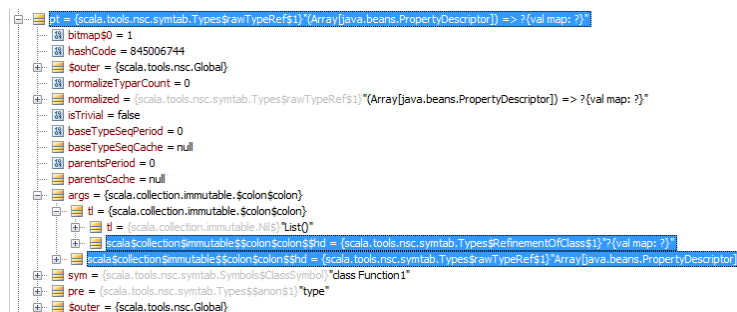 pt = {scala.tools.nsc.symtab.Types$rawTypeRef$1}"(Array[java.beans.PropertyDescriptor]) => ?{val map: ?}"
bitmap$0 = 1
hashCode = 845006744
$outer = {scala.tools.nsc.Global}
normalizeTyparCount = 0
normalized = {scala.tools.nsc.symtab.Types$rawTypeRef$1}"(Array[java.beans.PropertyDescriptor]) => ?{val map: ?}"
isTrivial = false
baseTypeSeqPeriod = 0
baseTypeSeqCache = null
parentsPeriod = 0
parentsCache = null
args = {scala.collection.immutable.$colon$colon}
tl = {scala.collection.immutable.$colon$colon}
tl = {scala.collection.immutable.Nil$}"List()"
scala$collection$immutable$$colon$colon$$hd = {scala.tools.nsc.symtab.Types$RefinementOfClass$1}"?{val map: ?}"
scala$collection$immutable$$colon$colon$$hd = {scala.tools.nsc.symtab.Types$rawTypeRef$1}"Array[java.beans.PropertyDescriptor]
sym = {scala.tools.nsc.symtab.Symbols$ClassSymbol}"class Function1"
pre = {scala.tools.nsc.symtab.Types$$anon$1}"type"
$outer = {scala.tools.nsc.Global}